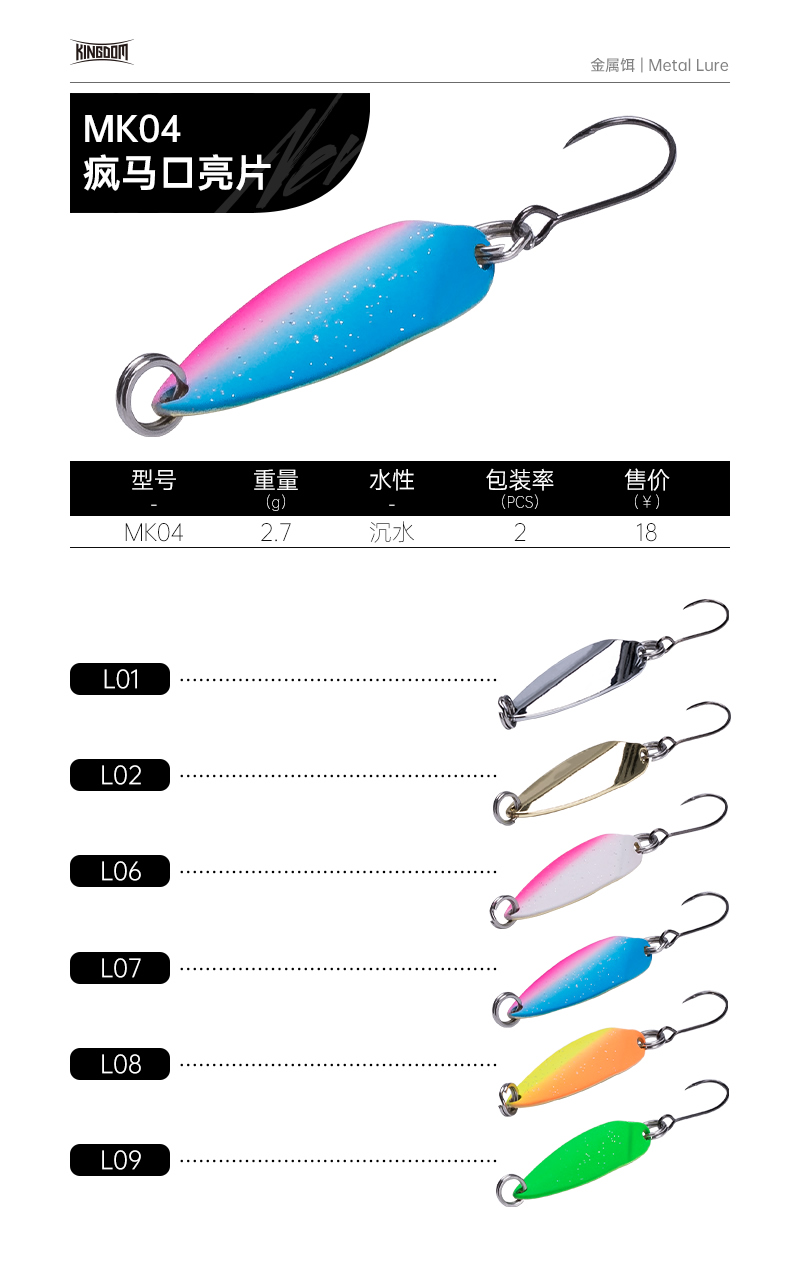 KINGDOM
金属饵 | Metal Lure
MK04
疯马口亮片
型号 重量 水性 包装率 售价
- (g) - (PCS) (￥)
MK04 2.7 沉水 2 18
L01
L02
L06
L07
L08
L09